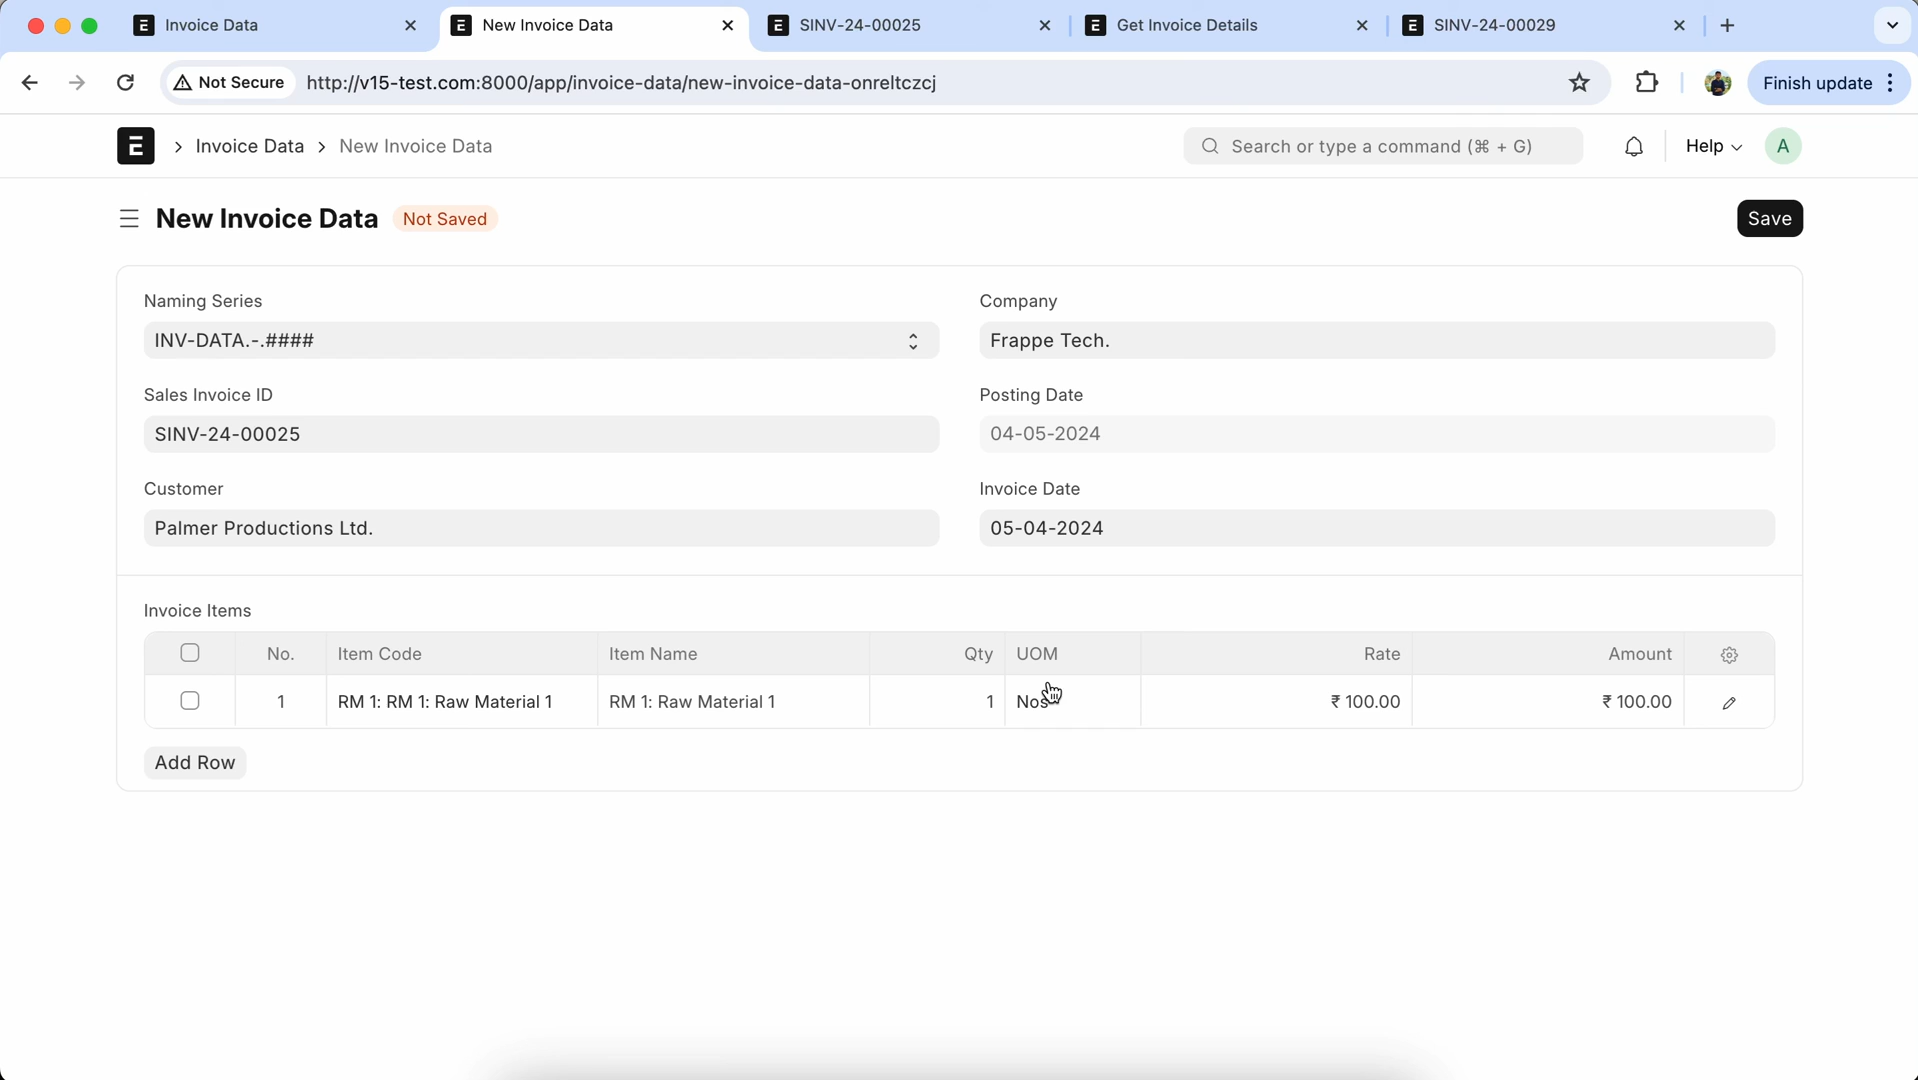 E Invoice Data
E New Invoice Data
E SINV-24-00025
E Get Invoice Details
E SINV-24-00029
Not Secure http://v15-test.com:8000/app/invoice-data/new-invoice-data-onreltczcj
Finish update
E Invoice Data New Invoice Data
Search or type a command (⌘ + G)
Help
A
New Invoice Data Not Saved
Save
Naming Series
INV-DATA.-.####
Company
Frappe Tech.
Sales Invoice ID
SINV-24-00025
Posting Date
04-05-2024
Customer
Palmer Productions Ltd.
Invoice Date
05-04-2024
Invoice Items
No. Item Code Item Name Qty UOM Rate Amount
1 RM 1: RM 1: Raw Material 1 RM 1: Raw Material 1 1 Nos ₹ 100.00 ₹ 100.00
Add Row